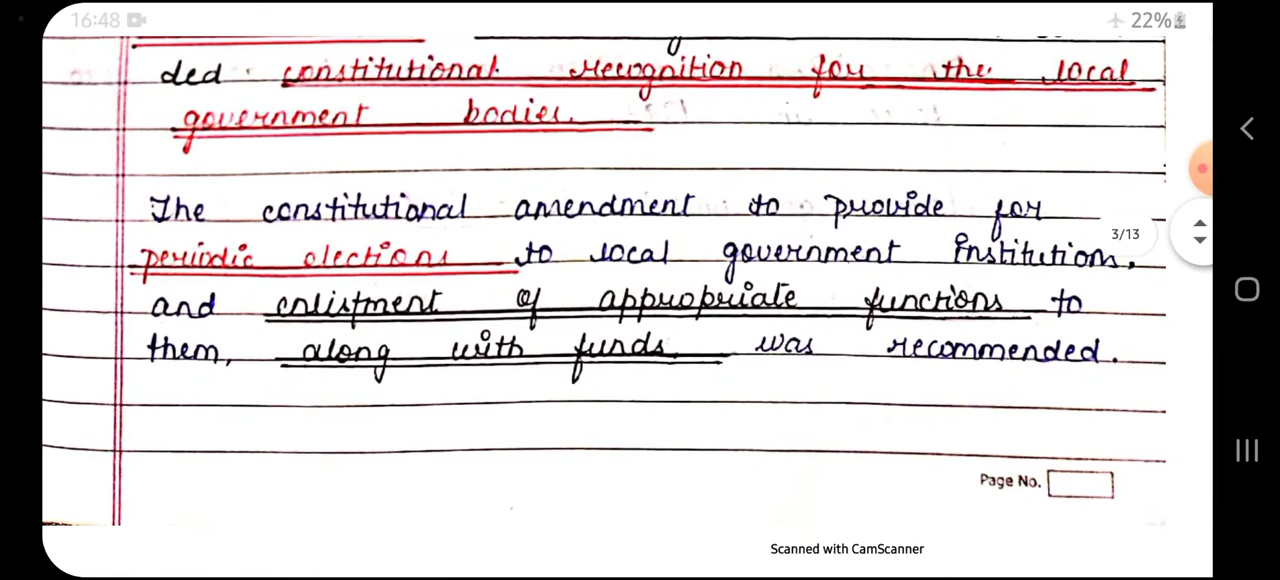 16:48
22%
ded constitutional recognition for the local
government bodies.
The constitutional amendment to provide for
periodic elections to local government institutions,
and enlistment of appropriate functions to
them, along with funds was recommended.
3/13
Page No.
Scanned with CamScanner